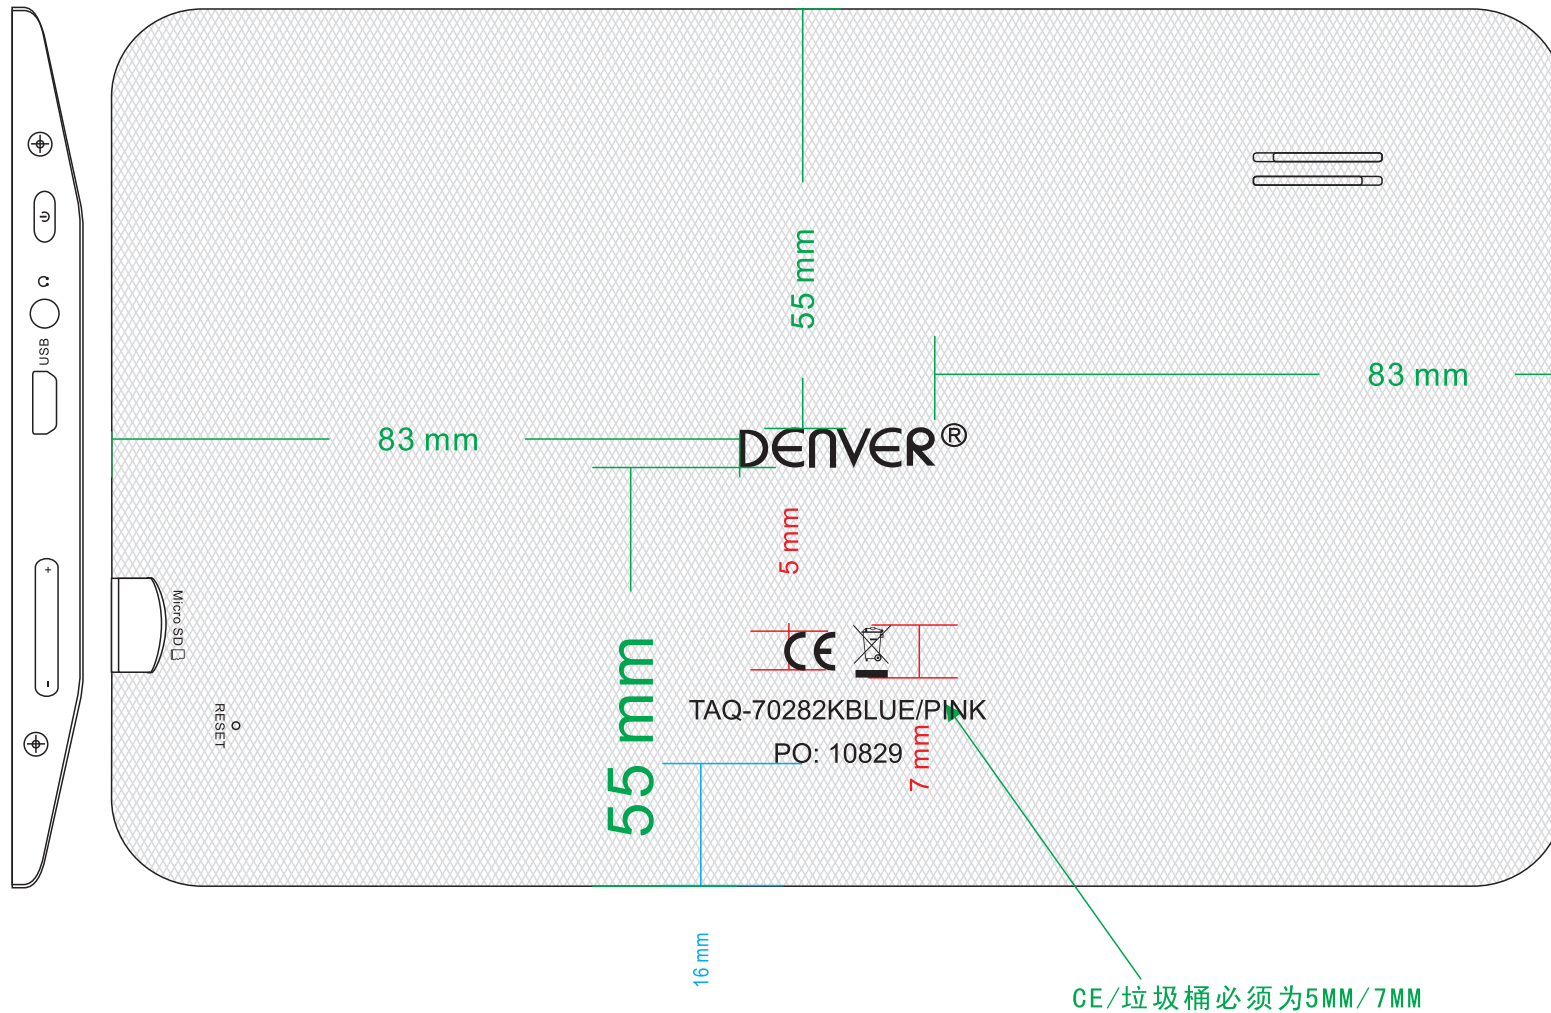 55 mm
83 mm
83 mm
DENVER®
USB
5 mm
+
-
Micro SD
RESET
55 mm
CE
TAQ-70282KBLUE/PINK
PO: 10829
7 mm
16 mm
CE/垃圾桶必须为5MM/7MM